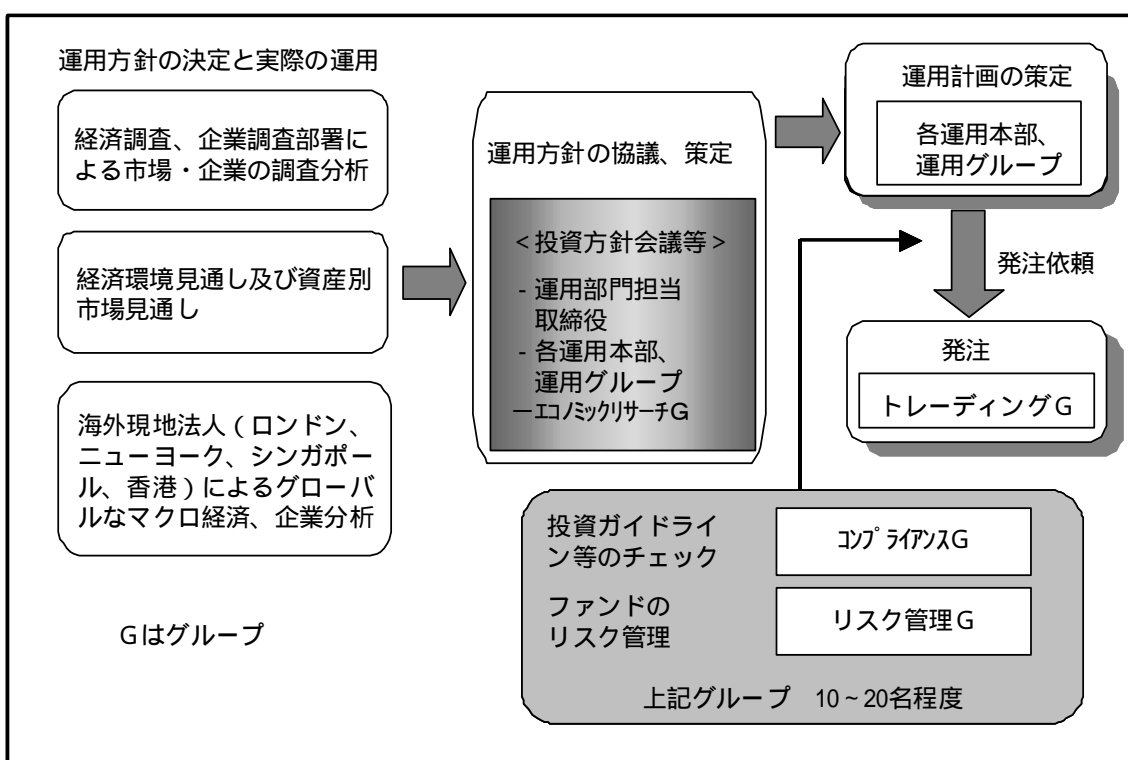 運用方針の決定と実際の運用
経済調査、企業調査部署に
よる市場・企業の調査分析
経済環境見通し及び資産別
市場見通し
海外現地法人（ロンドン、
ニューヨーク、シンガポー
ル、香港）によるグローバ
ルなマクロ経済、企業分析
Gはグループ
運用方針の協議、策定
＜投資方針会議等＞
- 運用部門担当
取締役
- 各運用本部、
運用グループ
－ｴｺﾉﾐｯｸﾘｻｰﾁG
運用計画の策定
各運用本部、
運用グループ
発注依頼
発注
トレーディングG
投資ガイドライ
ン等のチェック
ｺﾝﾌﾟﾗｲｱﾝｽG
ファンドの
リスク管理
リスク管理G
上記グループ　10～20名程度